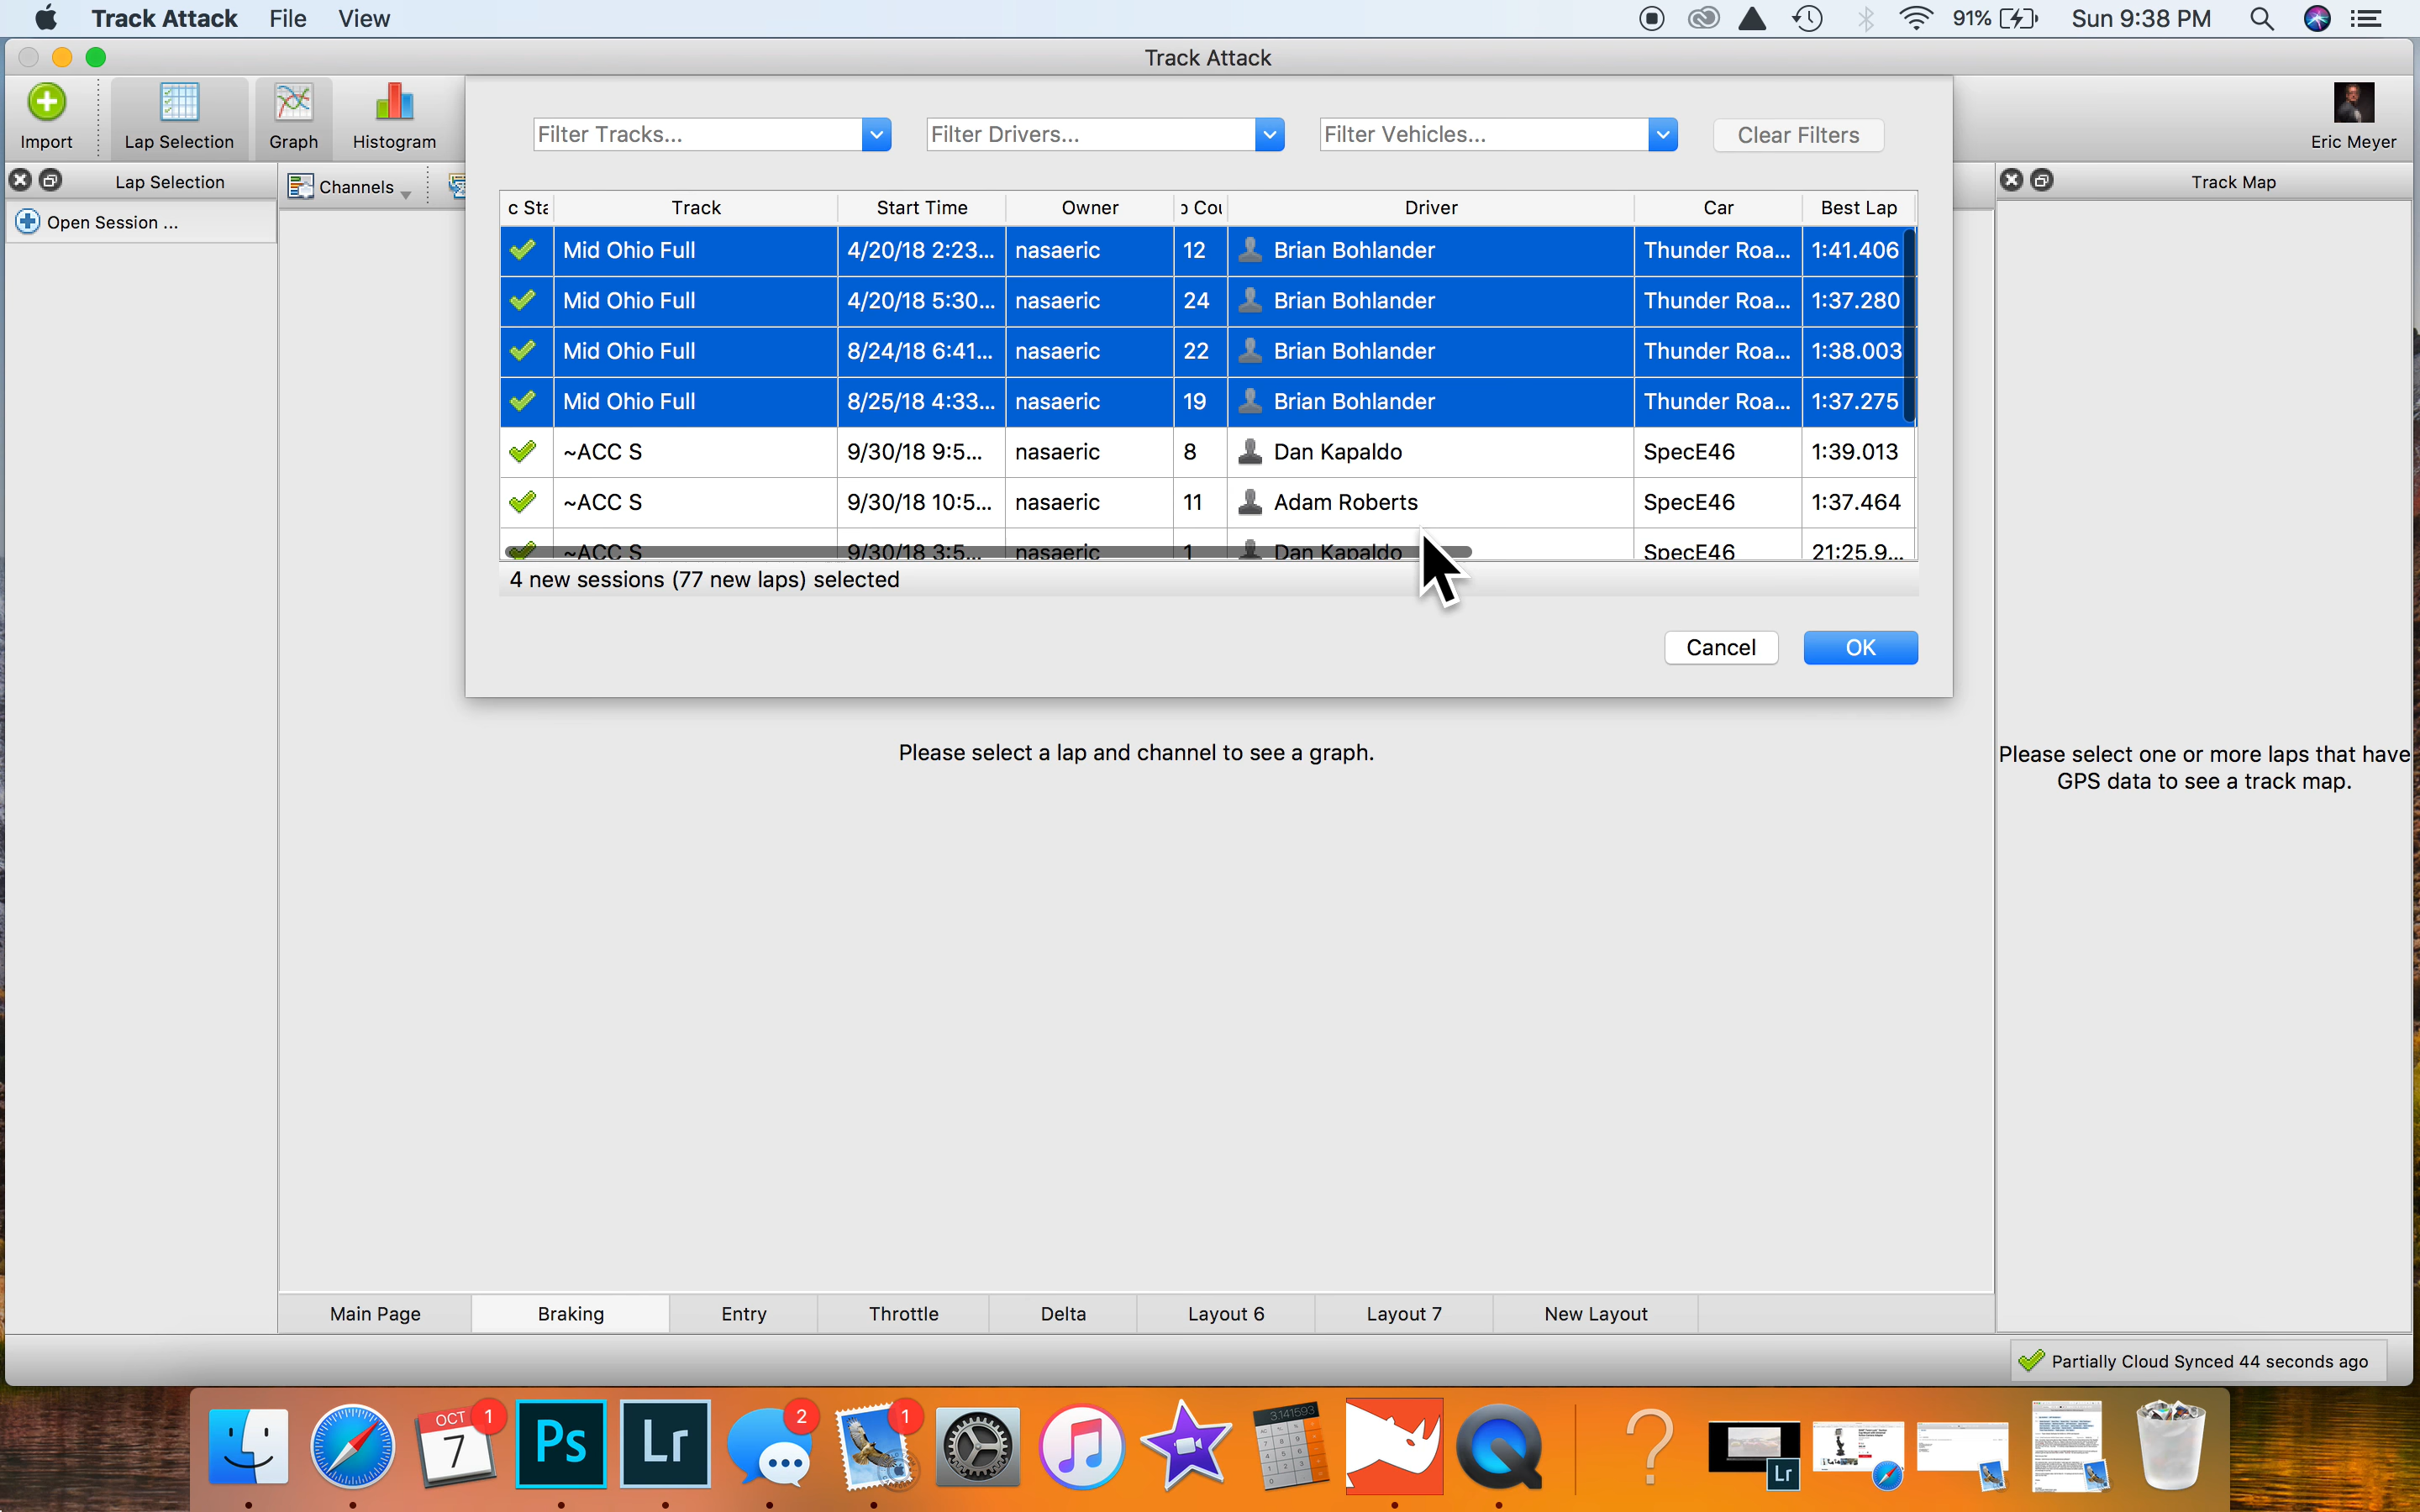 Track Attack File View 91% Sun 9:38 PM
Track Attack
Import Lap Selection Graph Histogram Eric Meyer
Filter Tracks... Filter Drivers... Filter Vehicles... Clear Filters
Lap Selection Channels Track Map
Open Session ...
c Sta Track Start Time Owner Cou Driver Car Best Lap
Mid Ohio Full 4/20/18 2:23... nasaeric 12 Brian Bohlander Thunder Roa... 1:41.406
Mid Ohio Full 4/20/18 5:30... nasaeric 24 Brian Bohlander Thunder Roa... 1:37.280
Mid Ohio Full 8/24/18 6:41... nasaeric 22 Brian Bohlander Thunder Roa... 1:38.003
Mid Ohio Full 8/25/18 4:33... nasaeric 19 Brian Bohlander Thunder Roa... 1:37.275
~ACC S 9/30/18 9:5... nasaeric 8 Dan Kapaldo SpecE46 1:39.013
~ACC S 9/30/18 10:5... nasaeric 11 Adam Roberts SpecE46 1:37.464
~ACC S 9/30/18 3:5... nasaeric 1 Dan Kapaldo SpecE46 21:25.9...
4 new sessions (77 new laps) selected
Cancel OK
Please select a lap and channel to see a graph.
Please select one or more laps that have
GPS data to see a track map.
Main Page Braking Entry Throttle Delta Layout 6 Layout 7 New Layout
Partially Cloud Synced 44 seconds ago
OCT 1 7 Ps Lr 2 1 3.141593 ? Lr